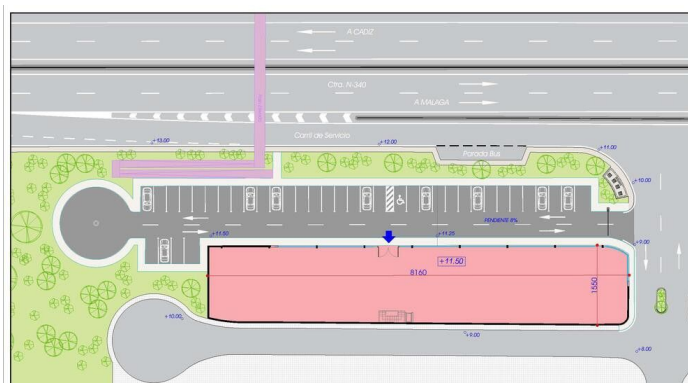 A CADIZ
Ctra. N-340
A MALAGA
Carril de Servicio
+13.00
+12.00
Parada Bus
+11.00
+10.00
PENDIENTE 8%
+11.50
+11.25
+9.00
+11.50
8160
1550
+10.00
+9.00
+8.00